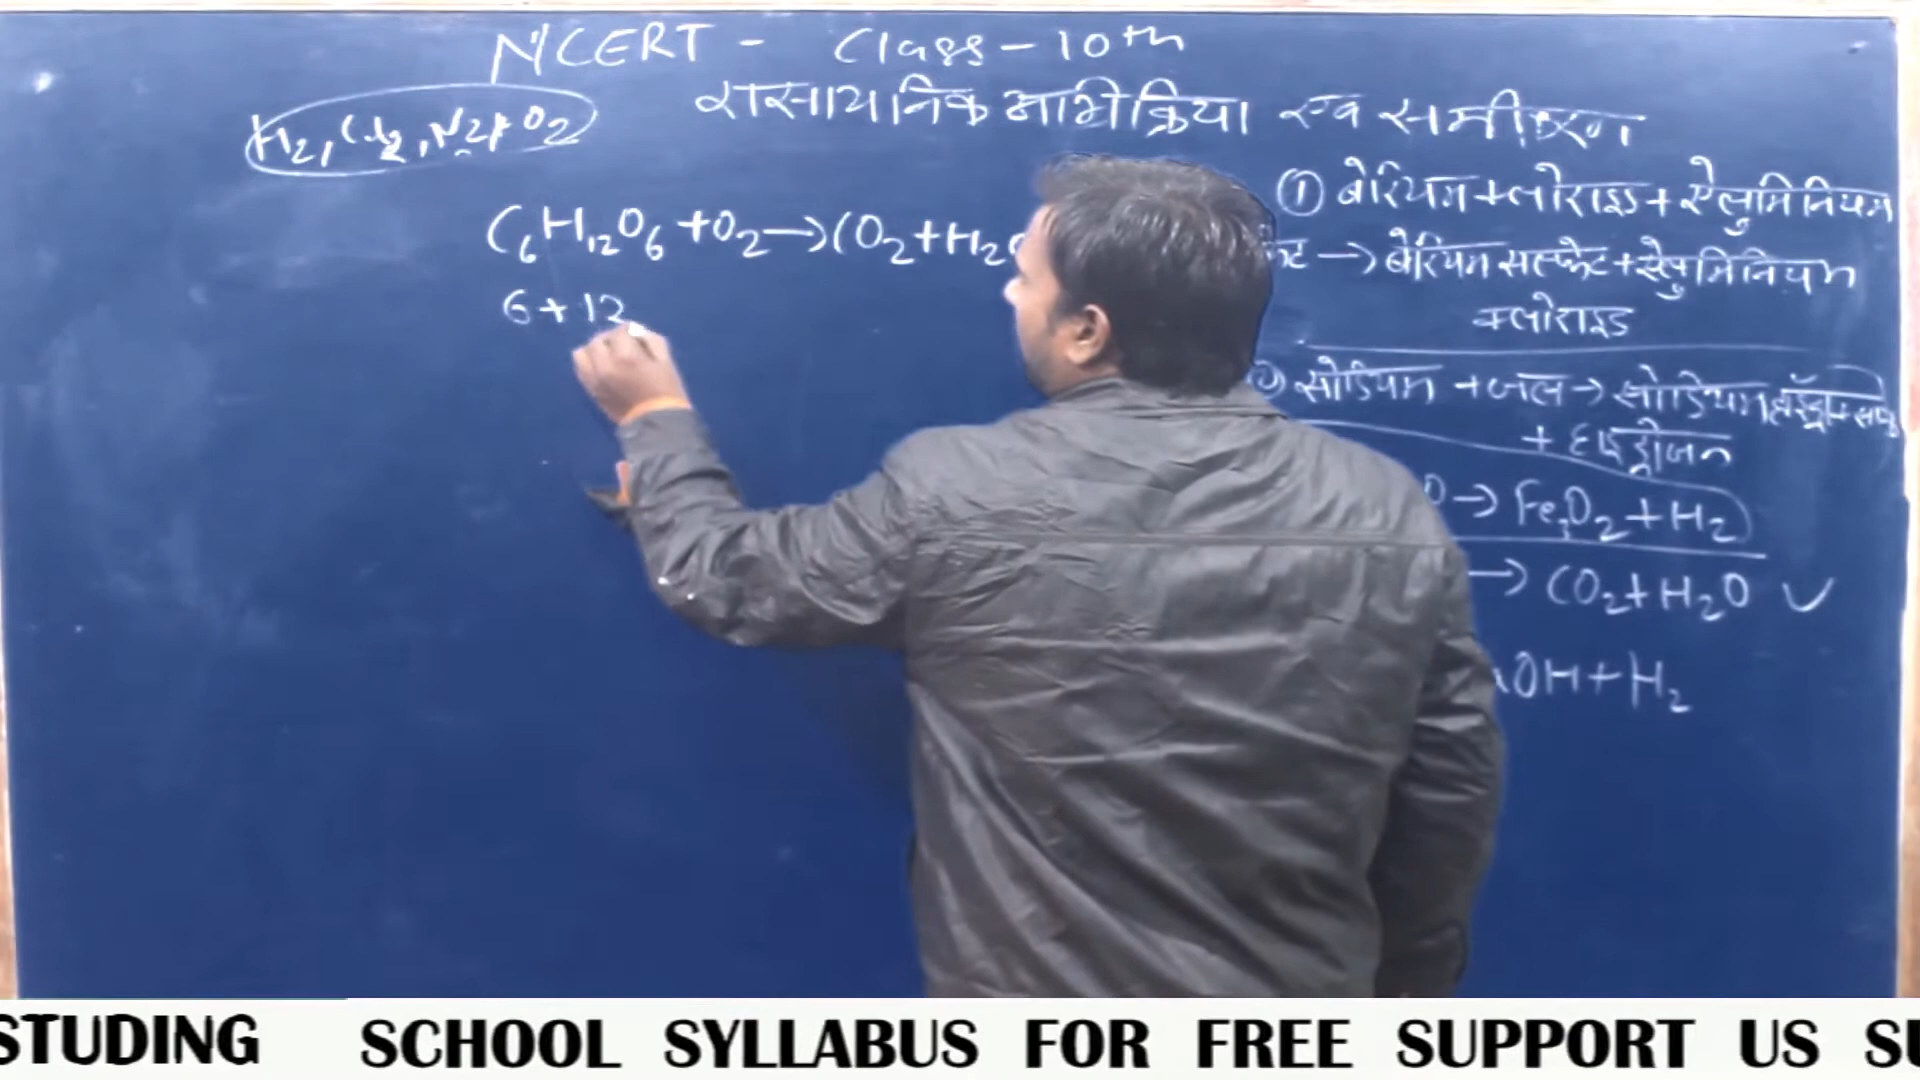 NCERT - Class - 10th
रासायनिक अभिक्रिया एवं समीकरण
H2, Cl2, N2, O2
C6H12O6 + O2 → CO2 + H2O
6 + 12
① बेरियम क्लोराइड + ऐलुमिनियम
→ बेरियम सल्फेट + ऐलुमिनियम
क्लोराइड
सोडियम + जल → सोडियम
+ हाइड्रोजन
→ Fe3O2 + H2
→ CO2 + H2O ✓
OH + H2
STUDING SCHOOL SYLLABUS FOR FREE SUPPORT US